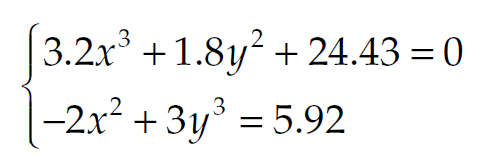 3.2x³ + 1.8y² + 24.43 = 0
−2x² + 3y³ = 5.92